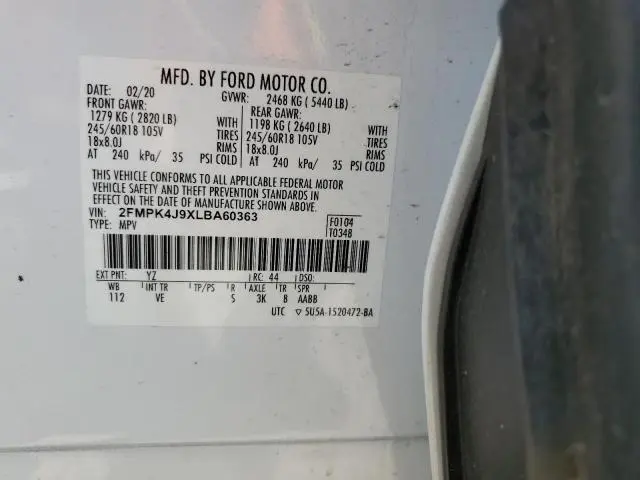 MFD. BY FORD MOTOR CO.
DATE: 02/20 GVWR: 2468 KG ( 5440 LB)
FRONT GAWR: REAR GAWR:
1279 KG ( 2820 LB) WITH 1198 KG ( 2640 LB) WITH
245/60R18 105V TIRES 245/60R18 105V TIRES
18x8.0J RIMS 18x8.0J RIMS
AT 240 kPa/ 35 PSI COLD AT 240 kPa/ 35 PSI COLD
THIS VEHICLE CONFORMS TO ALL APPLICABLE FEDERAL MOTOR
VEHICLE SAFETY AND THEFT PREVENTION STANDARDS IN
EFFECT ON THE DATE OF MANUFACTURE SHOWN ABOVE.
VIN: 2FMPK4J9XLBA60363 F0104
TYPE: MPV T0348
EXT PNT: YZ RC: 44 DSO:
WB INT TR TP/PS R AXLE TR SPR
112 VE S 3K 8 AABB
UTC ▽ 5U5A-1520472-BA